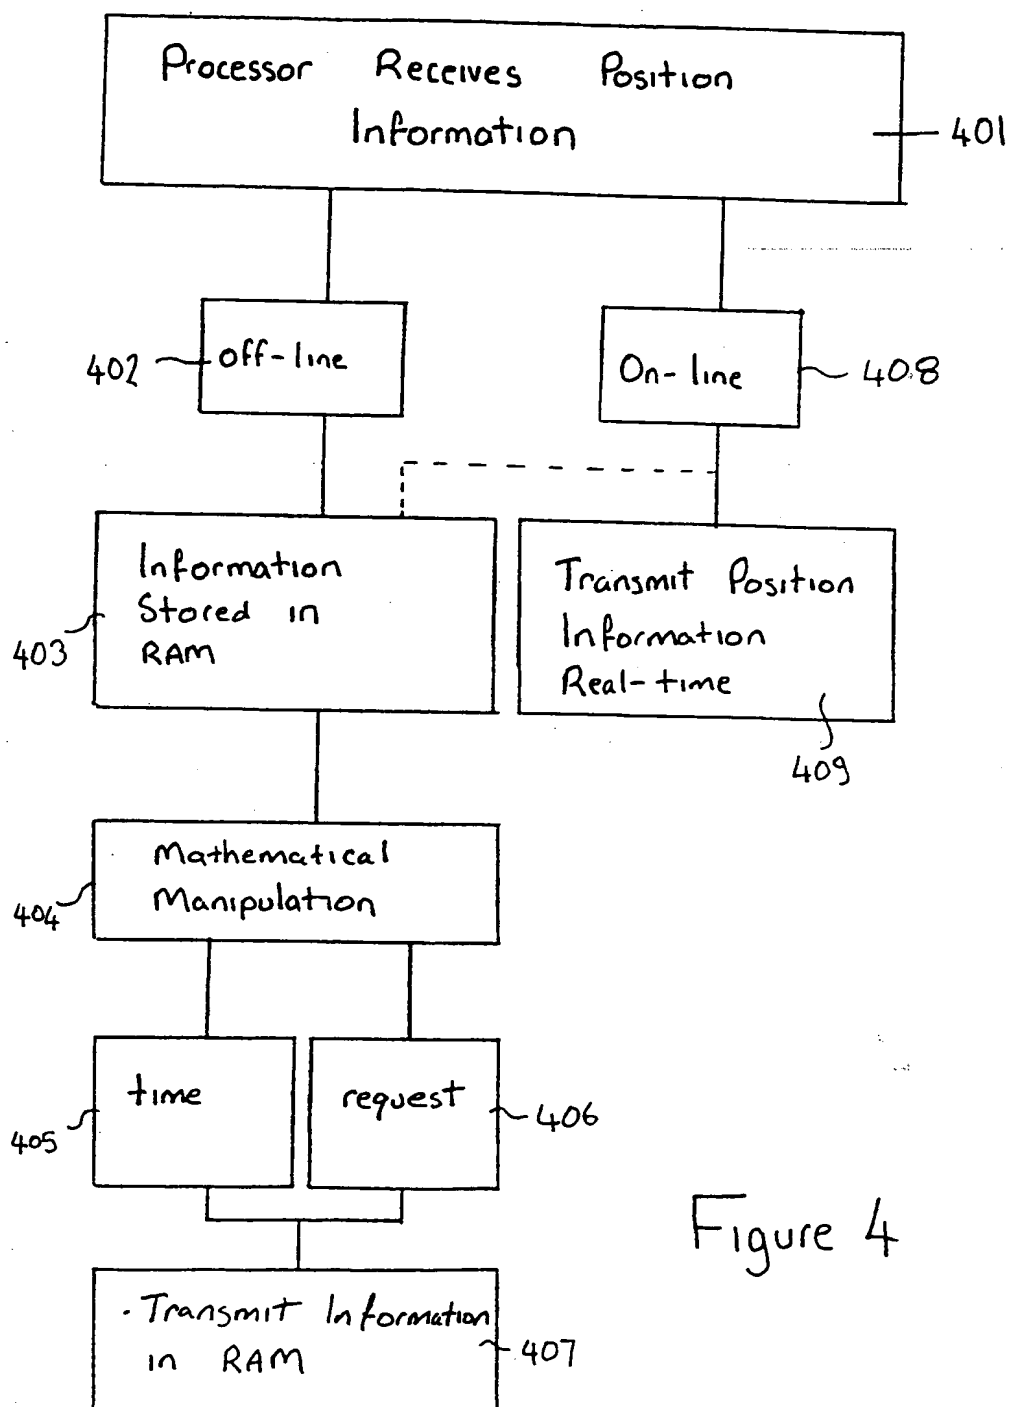 Processor Receives Position
Information
401
402
Off-line
On-line
408
Information
Stored in
RAM
403
Transmit Position
Information
Real-time
409
Mathematical
Manipulation
404
time
405
request
406
Figure 4
Transmit Information
in RAM
407